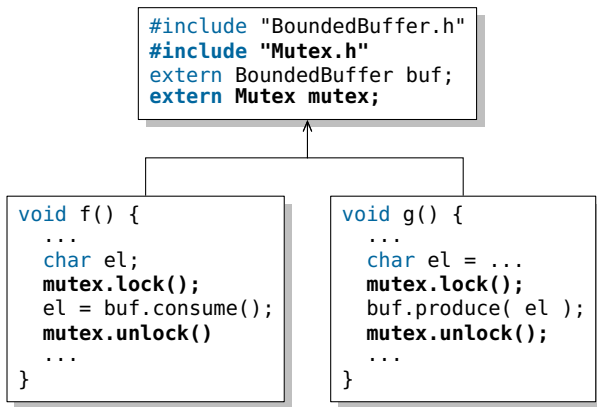 #include "BoundedBuffer.h"
#include "Mutex.h"
extern BoundedBuffer buf;
extern Mutex mutex;
void f() {
  ...
  char el;
  mutex.lock();
  el = buf.consume();
  mutex.unlock()
  ...
}
void g() {
  ...
  char el = ...
  mutex.lock();
  buf.produce( el );
  mutex.unlock();
  ...
}